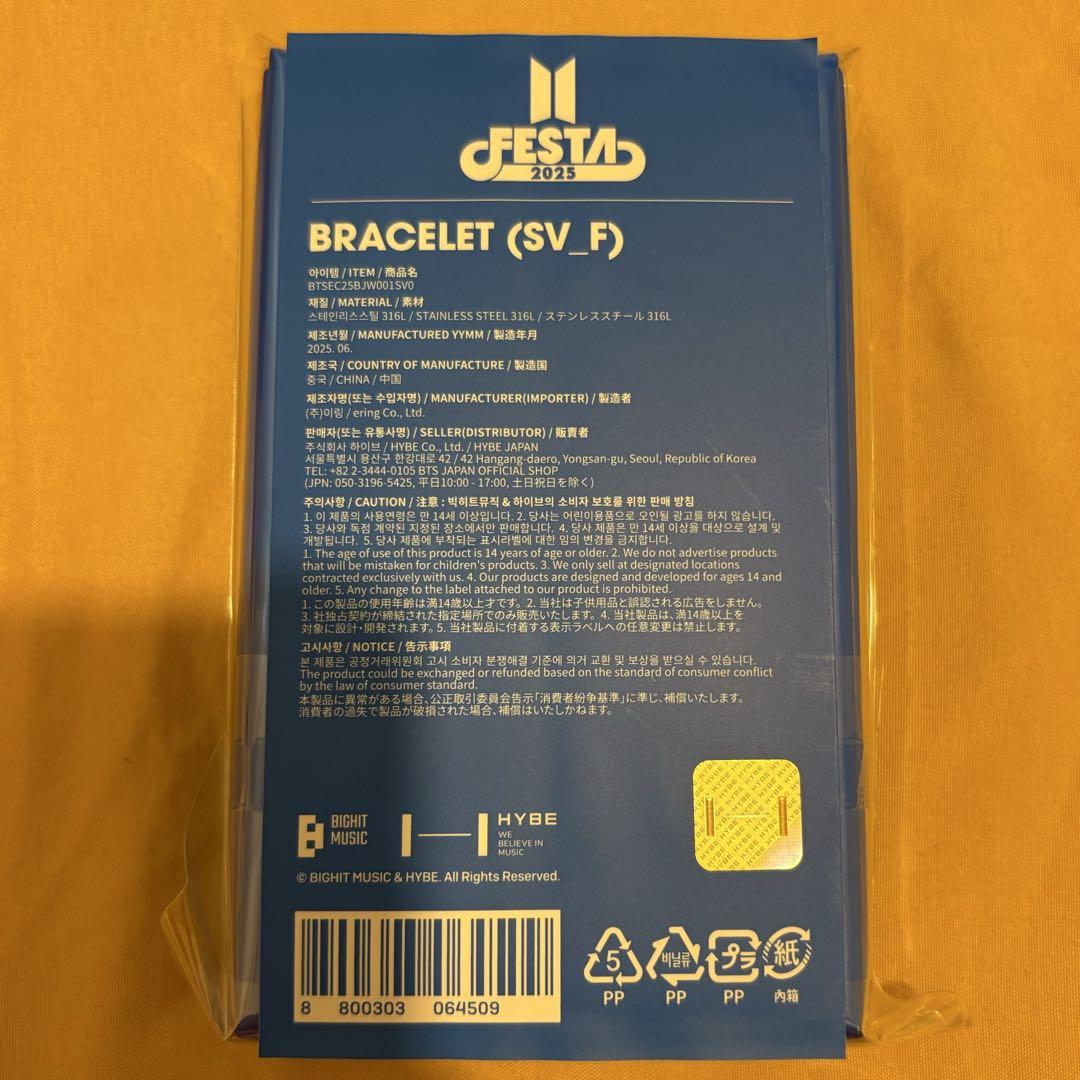 FESTA
2025
BRACELET (SV_F)
아이템 / ITEM / 商品名
BTSEC25BJW001SV0
재질 / MATERIAL / 素材
스테인리스스틸 316L / STAINLESS STEEL 316L / ステンレススチール 316L
제조년월 / MANUFACTURED YYMM / 製造年月
2025. 06.
제조국 / COUNTRY OF MANUFACTURE / 製造国
중국 / CHINA / 中国
제조자명(또는 수입자명) / MANUFACTURER(IMPORTER) / 製造者
(주)이링 / ering Co., Ltd.
판매자(또는 유통사명) / SELLER(DISTRIBUTOR) / 販売者
주식회사 하이브 / HYBE Co., Ltd. / HYBE JAPAN
서울특별시 용산구 한강대로 42 / 42 Hangang-daero, Yongsan-gu, Seoul, Republic of Korea
TEL: +82 2-3444-0105 BTS JAPAN OFFICIAL SHOP
(JPN: 050-3196-5425, 平日10:00 - 17:00, 土日祝日を除く)
주의사항 / CAUTION / 注意 : 빅히트뮤직 & 하이브의 소비자 보호를 위한 판매 방침
1. 이 제품의 사용연령은 만 14세 이상입니다. 2. 당사는 어린이용품으로 오인될 광고를 하지 않습니다.
3. 당사와 독점 계약된 지정된 장소에서만 판매합니다. 4. 당사 제품은 만 14세 이상을 대상으로 설계 및
개발됩니다. 5. 당사 제품에 부착되는 표시라벨에 대한 임의 변경을 금지합니다.
1. The age of use of this product is 14 years of age or older. 2. We do not advertise products
that will be mistaken for children's products. 3. We only sell at designated locations
contracted exclusively with us. 4. Our products are designed and developed for ages 14 and
older. 5. Any change to the label attached to our product is prohibited.
1. この製品の使用年齢は満14歳以上才です。2. 当社は子供用品と誤認される広告をしません。
3. 社独占契約が締結された指定場所でのみ販売いたします。4. 当社製品は、満14歳以上を
対象に設計・開発されます。5. 当社製品に付着する表示ラベルへの任意変更は禁止します。
고시사항 / NOTICE / 告示事項
본 제품은 공정거래위원회 고시 소비자 분쟁해결 기준에 의거 교환 및 보상을 받으실 수 있습니다.
The product could be exchanged or refunded based on the standard of consumer conflict
by the law of consumer standard.
本製品に異常がある場合、公正取引委員会告示「消費者紛争基準」に準じ、補償いたします。
消費者の過失で製品が破損された場合、補償はいたしかねます。
BIGHIT
MUSIC
HYBE
WE
BELIEVE IN
MUSIC
HYBE
© BIGHIT MUSIC & HYBE. All Rights Reserved.
8 800303 064509
5
PP
비닐류
PP
プラ
PP
紙
內箱